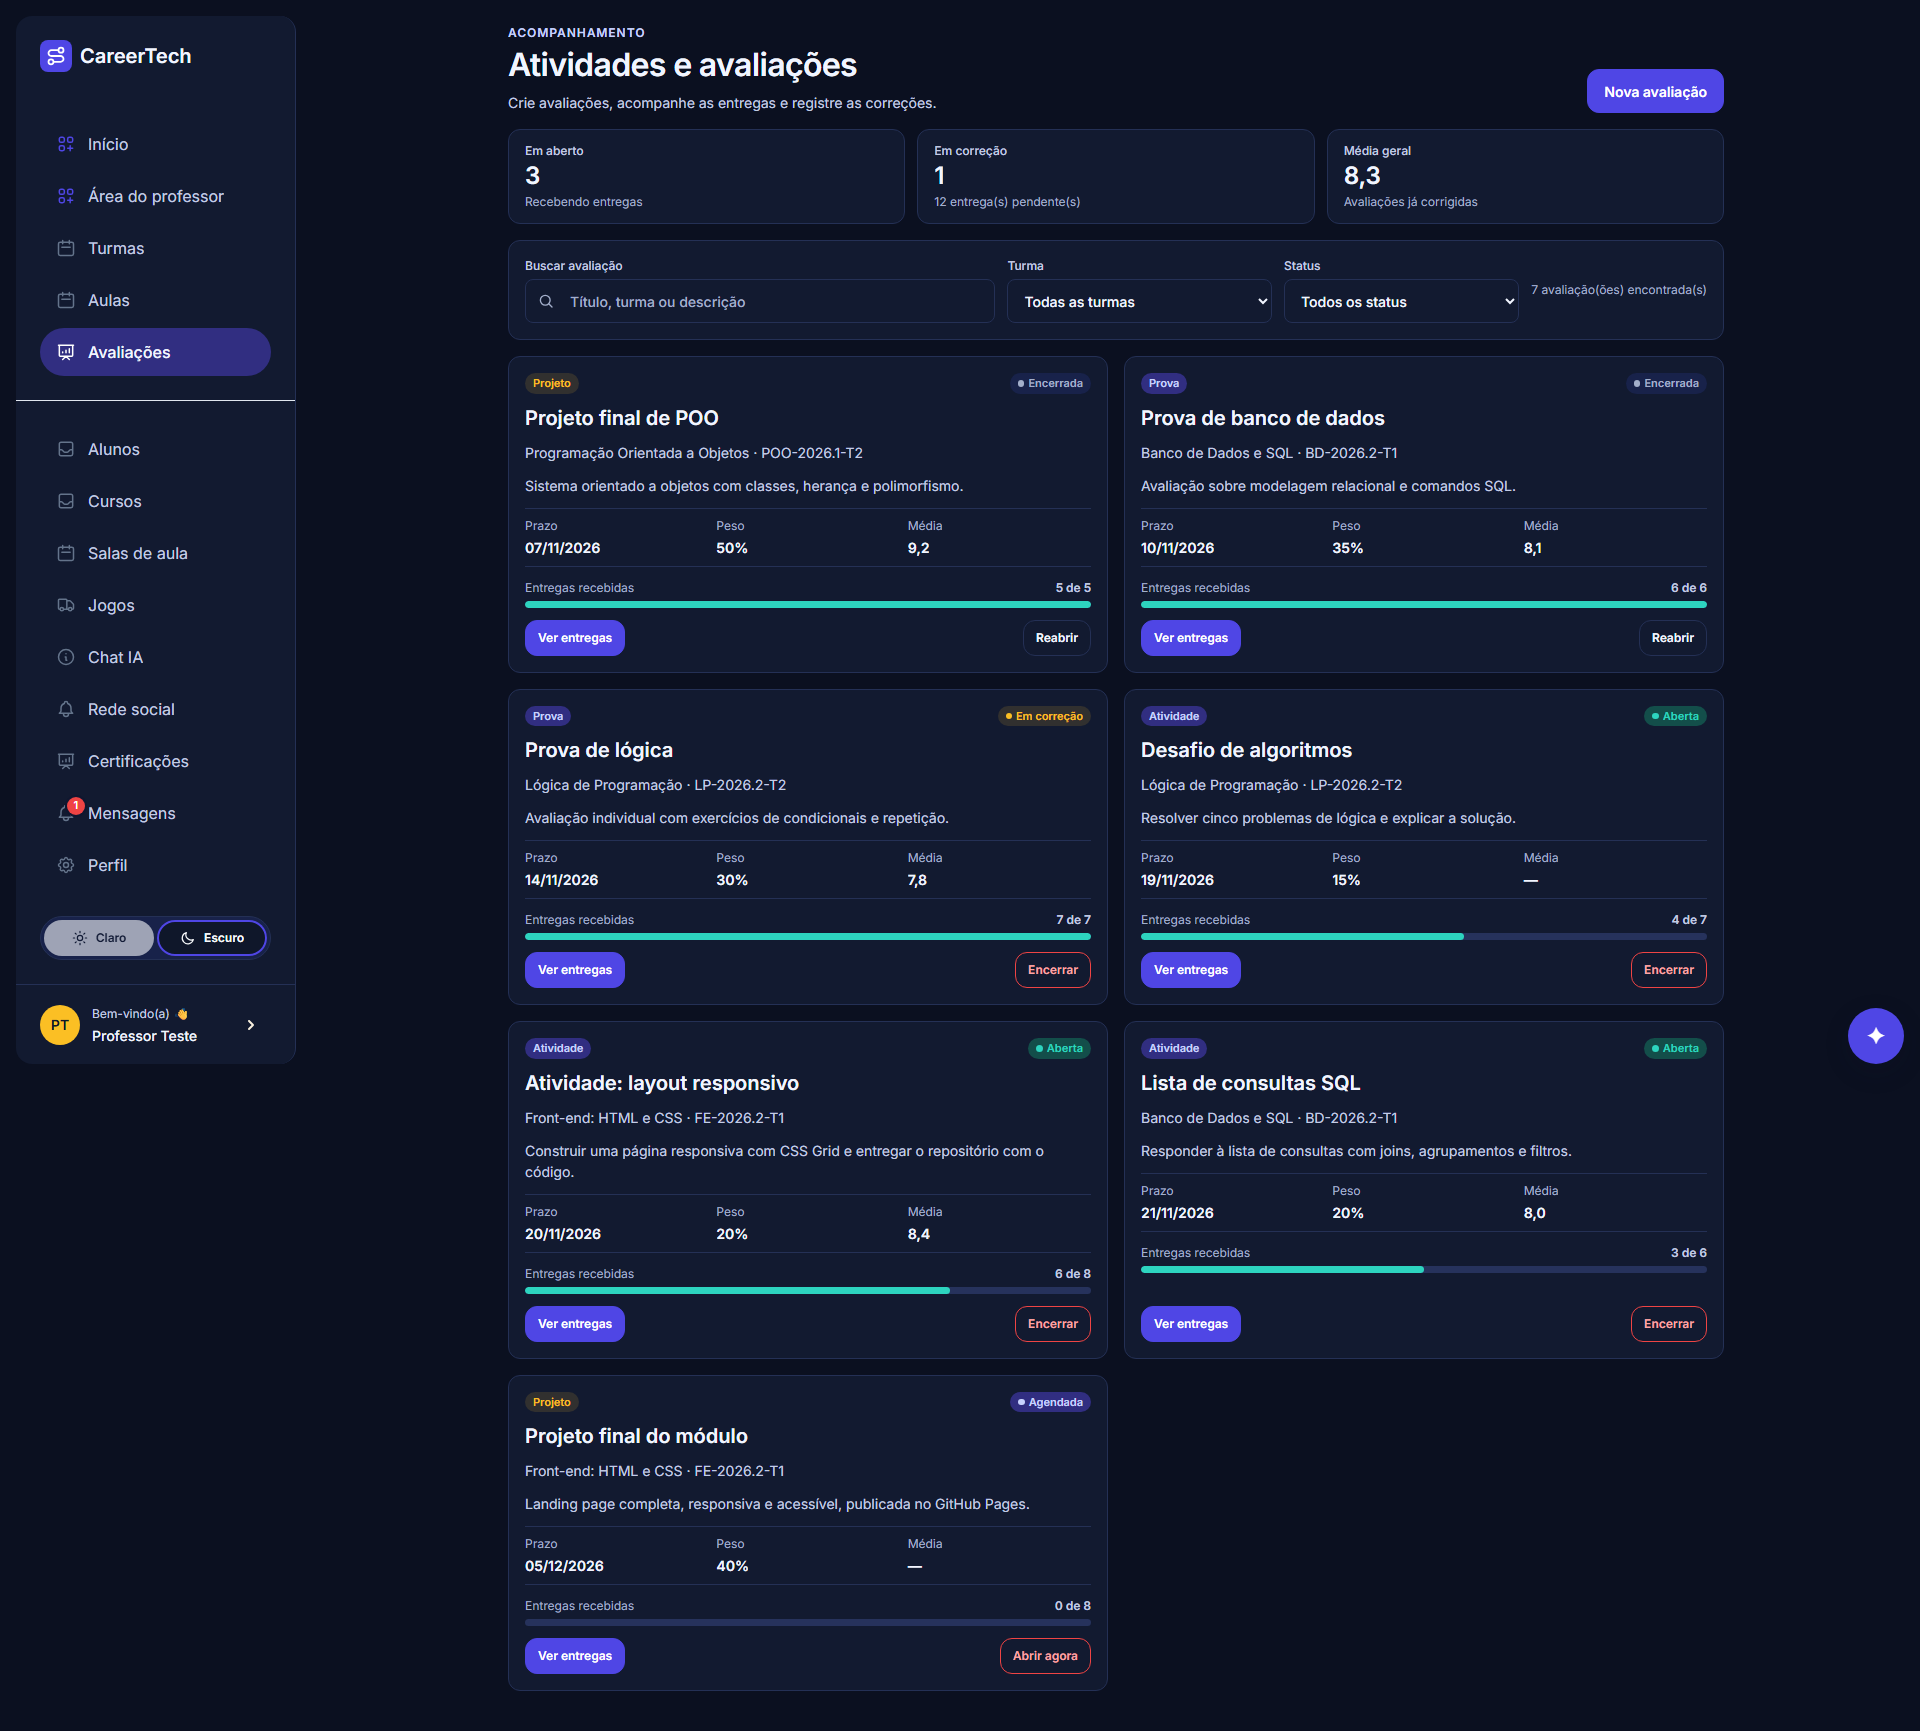 CareerTech
Início
Área do professor
Turmas
Aulas
Avaliações
Alunos
Cursos
Salas de aula
Jogos
Chat IA
Rede social
Certificações
1
Mensagens
Perfil
Claro
Escuro
PT
Bem-vindo(a) 👋
Professor Teste
ACOMPANHAMENTO
Atividades e avaliações
Crie avaliações, acompanhe as entregas e registre as correções.
Nova avaliação
Em aberto
3
Recebendo entregas
Em correção
1
12 entrega(s) pendente(s)
Média geral
8,3
Avaliações já corrigidas
Buscar avaliação
Título, turma ou descrição
Turma
Todas as turmas
Status
Todos os status
7 avaliação(ões) encontrada(s)
Projeto
Encerrada
Projeto final de POO
Programação Orientada a Objetos · POO-2026.1-T2
Sistema orientado a objetos com classes, herança e polimorfismo.
Prazo Peso Média
07/11/2026 50% 9,2
Entregas recebidas 5 de 5
Ver entregas
Reabrir
Prova
Encerrada
Prova de banco de dados
Banco de Dados e SQL · BD-2026.2-T1
Avaliação sobre modelagem relacional e comandos SQL.
Prazo Peso Média
10/11/2026 35% 8,1
Entregas recebidas 6 de 6
Ver entregas
Reabrir
Prova
Em correção
Prova de lógica
Lógica de Programação · LP-2026.2-T2
Avaliação individual com exercícios de condicionais e repetição.
Prazo Peso Média
14/11/2026 30% 7,8
Entregas recebidas 7 de 7
Ver entregas
Encerrar
Atividade
Aberta
Desafio de algoritmos
Lógica de Programação · LP-2026.2-T2
Resolver cinco problemas de lógica e explicar a solução.
Prazo Peso Média
19/11/2026 15% —
Entregas recebidas 4 de 7
Ver entregas
Encerrar
Atividade
Aberta
Atividade: layout responsivo
Front-end: HTML e CSS · FE-2026.2-T1
Construir uma página responsiva com CSS Grid e entregar o repositório com o
código.
Prazo Peso Média
20/11/2026 20% 8,4
Entregas recebidas 6 de 8
Ver entregas
Encerrar
Atividade
Aberta
Lista de consultas SQL
Banco de Dados e SQL · BD-2026.2-T1
Responder à lista de consultas com joins, agrupamentos e filtros.
Prazo Peso Média
21/11/2026 20% 8,0
Entregas recebidas 3 de 6
Ver entregas
Encerrar
Projeto
Agendada
Projeto final do módulo
Front-end: HTML e CSS · FE-2026.2-T1
Landing page completa, responsiva e acessível, publicada no GitHub Pages.
Prazo Peso Média
05/12/2026 40% —
Entregas recebidas 0 de 8
Ver entregas
Abrir agora